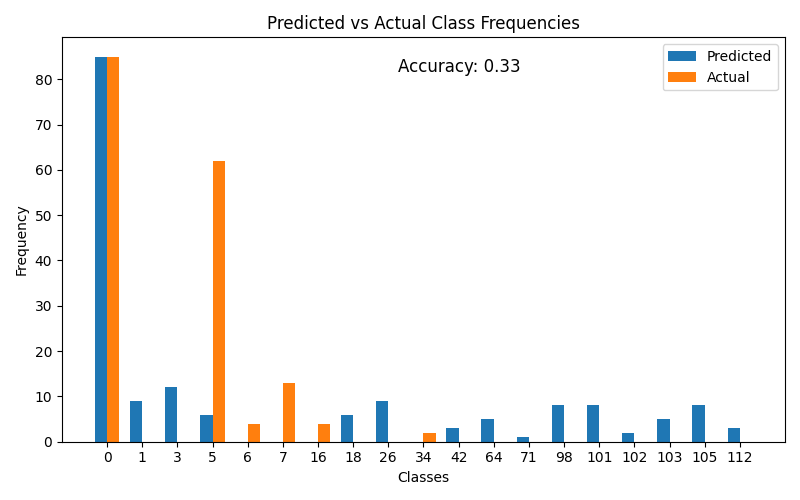 Predicted vs Actual Class Frequencies
Accuracy: 0.33
Predicted
Actual
Frequency
80
70
60
50
40
30
20
10
0
0 1 3 5 6 7 16 18 26 34 42 64 71 98 101 102 103 105 112
Classes